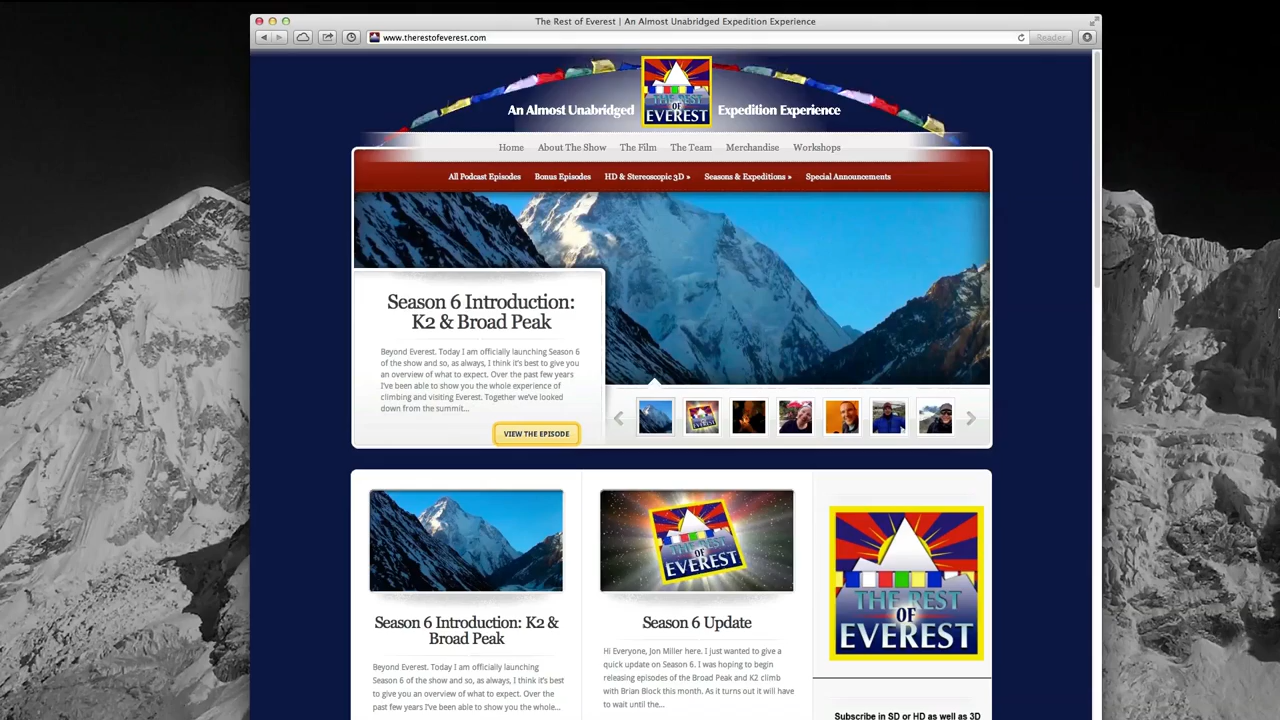 The Rest of Everest | An Almost Unabridged Expedition Experience
www.therestofeverest.com
Reader
An Almost Unabridged
THE REST
OF
EVEREST
Expedition Experience
Home About The Show The Film The Team Merchandise Workshops
All Podcast Episodes Bonus Episodes HD & Stereoscopic 3D » Seasons & Expeditions » Special Announcements
Season 6 Introduction:
K2 & Broad Peak
Beyond Everest. Today I am officially launching Season 6
of the show and so, as always, I think it's best to give you
an overview of what to expect. Over the past few years
I've been able to show you the whole experience of
climbing and visiting Everest. Together we've looked
down from the summit...
VIEW THE EPISODE
Season 6 Introduction: K2 &
Broad Peak
Beyond Everest. Today I am officially launching
Season 6 of the show and so, as always, I think it's best
to give you an overview of what to expect. Over the
past few years I've been able to show you the whole...
THE REST
OF
EVEREST
Season 6 Update
Hi Everyone, Jon Miller here. I just wanted to give a
quick update on Season 6. I was hoping to begin
releasing episodes of the Broad Peak and K2 climb
with Brian Block this month. As it turns out it will have
to wait until the...
THE REST
OF
EVEREST
Subscribe in SD or HD as well as 3D